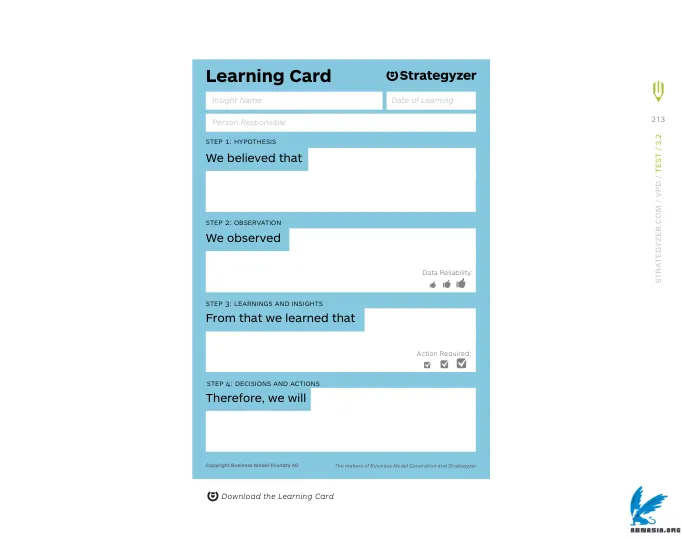 Learning Card
Strategyzer
Insight Name
Date of Learning
Person Responsible
STEP 1: HYPOTHESIS
We believed that
STEP 2: OBSERVATION
We observed
Data Reliability:
STEP 3: LEARNINGS AND INSIGHTS
From that we learned that
Action Required:
STEP 4: DECISIONS AND ACTIONS
Therefore, we will
Copyright Business Model Foundry AG
The makers of Business Model Generation and Strategyzer
Download the Learning Card
213
STRATEGYZER.COM / VPD / TEST / 3.2
ABMASIA.ORG